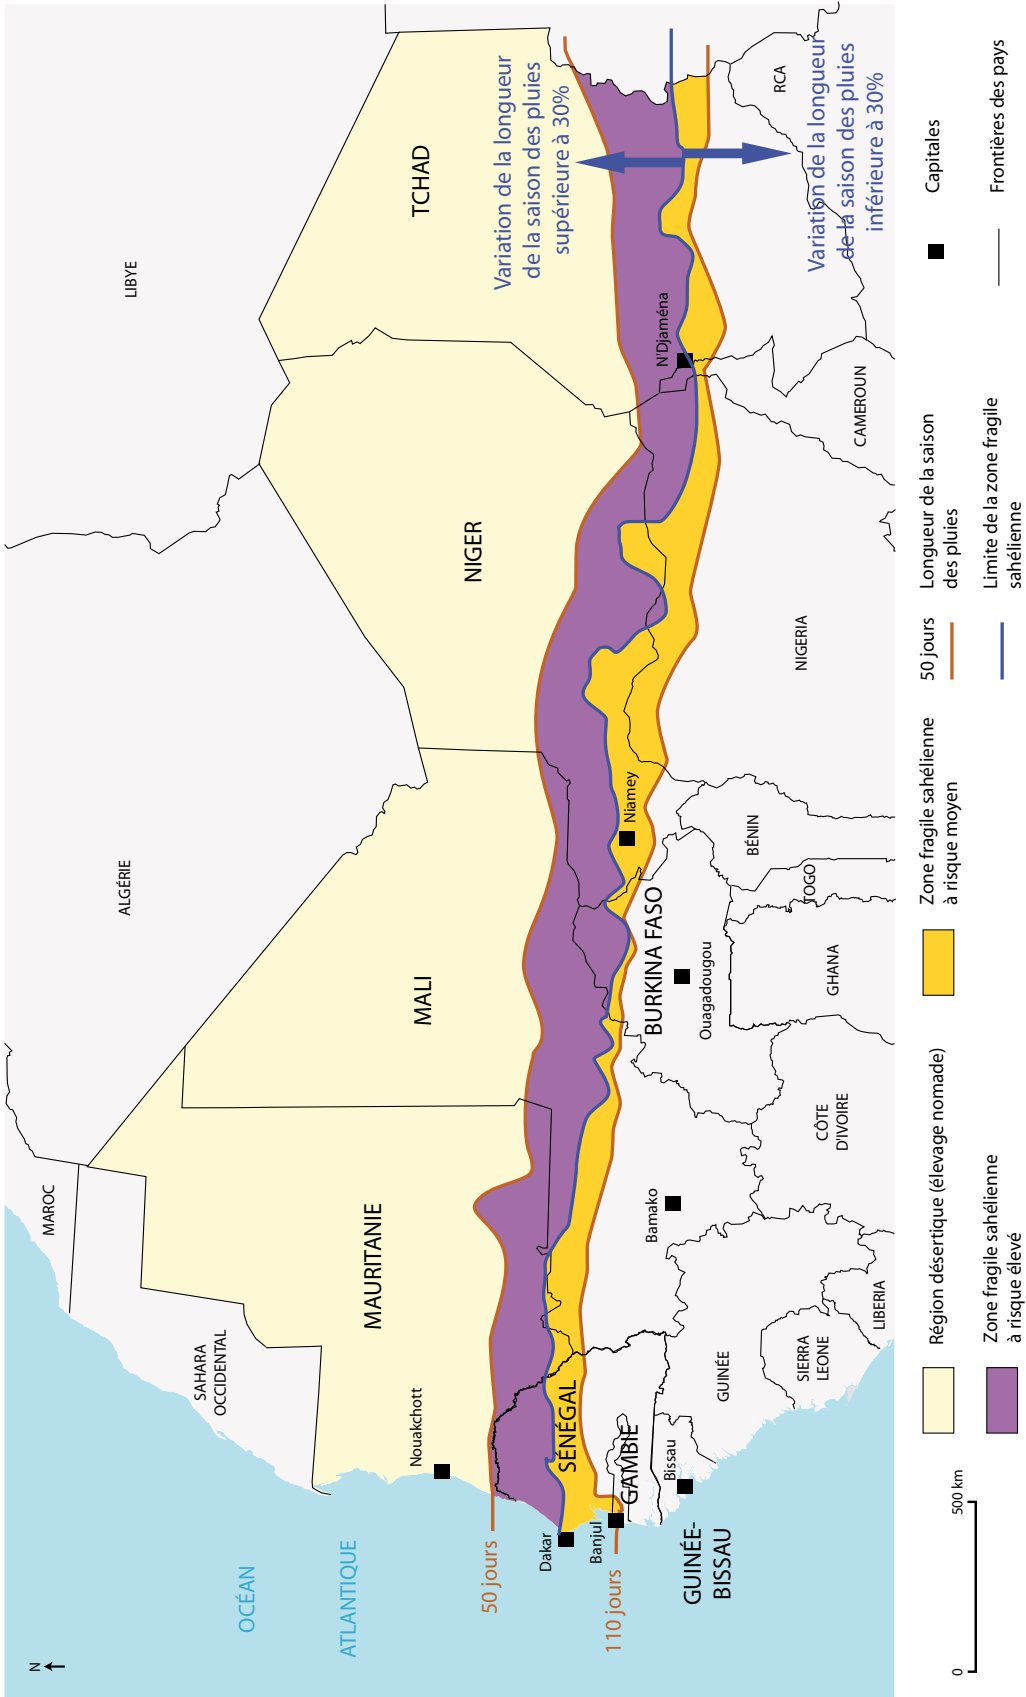 N
OCÉAN
ATLANTIQUE
MAROC
ALGÉRIE
LIBYE
SAHARA
OCCIDENTAL
MAURITANIE
MALI
NIGER
TCHAD
Nouakchott
Variation de la longueur
de la saison des pluies
supérieure à 30%
50 jours
Dakar
SÉNÉGAL
Banjul
110 jours
GAMBIE
Bissau
GUINÉE-
BISSAU
Bamako
BURKINA FASO
Ouagadougou
Niamey
N'Djaména
Variation de la longueur
de la saison des pluies
inférieure à 30%
GUINÉE
SIERRA
LEONE
LIBERIA
CÔTE
D'IVOIRE
GHANA
TOGO
BÉNIN
NIGERIA
CAMEROUN
RCA
0
500 km
Région désertique (élevage nomade)
Zone fragile sahélienne
à risque élevé
Zone fragile sahélienne
à risque moyen
50 jours
Longueur de la saison
des pluies
Limite de la zone fragile
sahélienne
Capitales
Frontières des pays